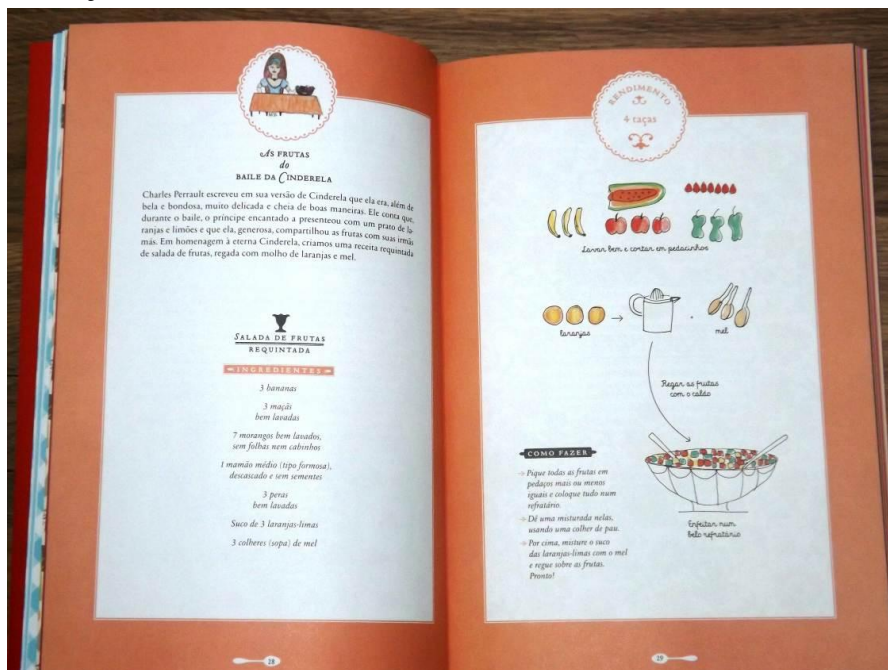 AS FRUTAS
do
BAILE DA CINDERELA
Charles Perrault escreveu em sua versão de Cinderela que ela era, além de
bela e bondosa, muito delicada e cheia de boas maneiras. Ele conta que,
durante o baile, o príncipe encantado a presenteou com um prato de la-
ranjas e limões e que ela, generosa, compartilhou as frutas com suas irmãs
más. Em homenagem à eterna Cinderela, criamos uma receita requintada
de salada de frutas, regada com molho de laranjas e mel.
SALADA DE FRUTAS
REQUINTADA
INGREDIENTES
3 bananas
3 maçãs
bem lavadas
7 morangos bem lavados,
sem folhas nem cabinhos
1 mamão médio (tipo formosa),
descascado e sem sementes
3 peras
bem lavadas
Suco de 3 laranjas-limas
3 colheres (sopa) de mel
28
RENDIMENTO
4 taças
Lavar bem e cortar em pedacinhos
laranjas
mel
Regar as frutas
com o caldo
COMO FAZER
Pique todas as frutas em
pedaços mais ou menos
iguais e coloque tudo num
refratário.
Dê uma misturada nelas,
usando uma colher de pau.
Por cima, misture o suco
das laranjas-limas com o mel
e regue sobre as frutas.
Pronto!
Enfeitar num
belo refratário
29